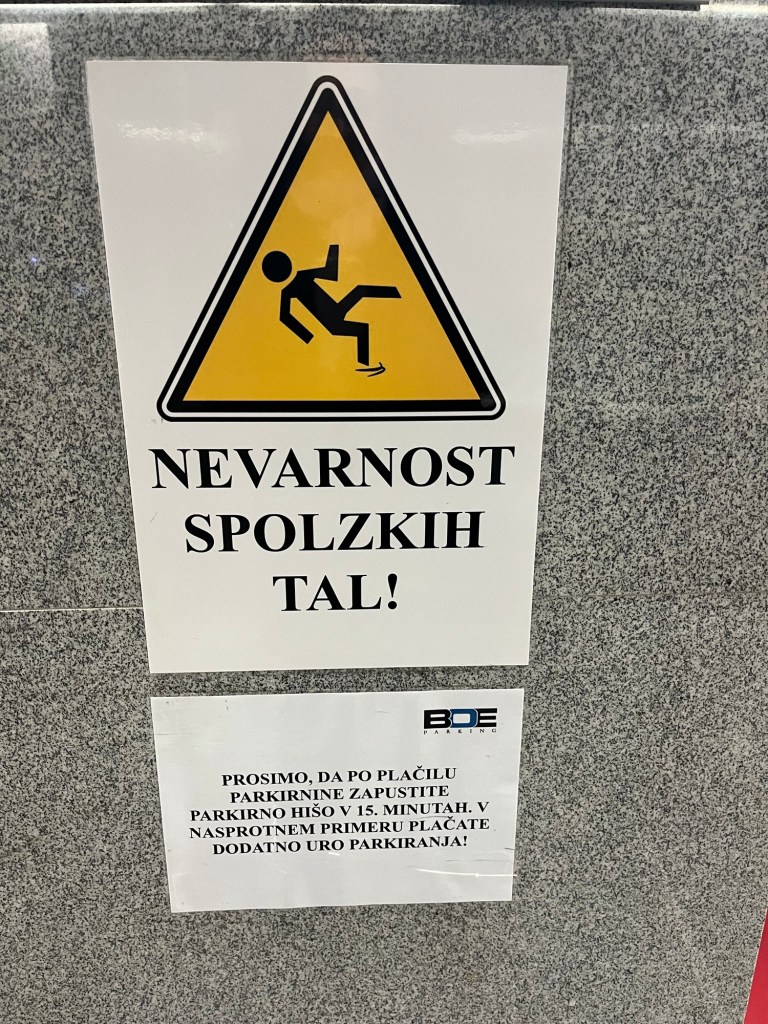 NEVARNOST
SPOLZKIH
TAL!
BOE
PARKING
PROSIMO, DA PO PLAČILU
PARKIRNINE ZAPUSTITE
PARKIRNO HIŠO V 15. MINUTAH. V
NASPROTNEM PRIMERU PLAČATE
DODATNO URO PARKIRANJA!